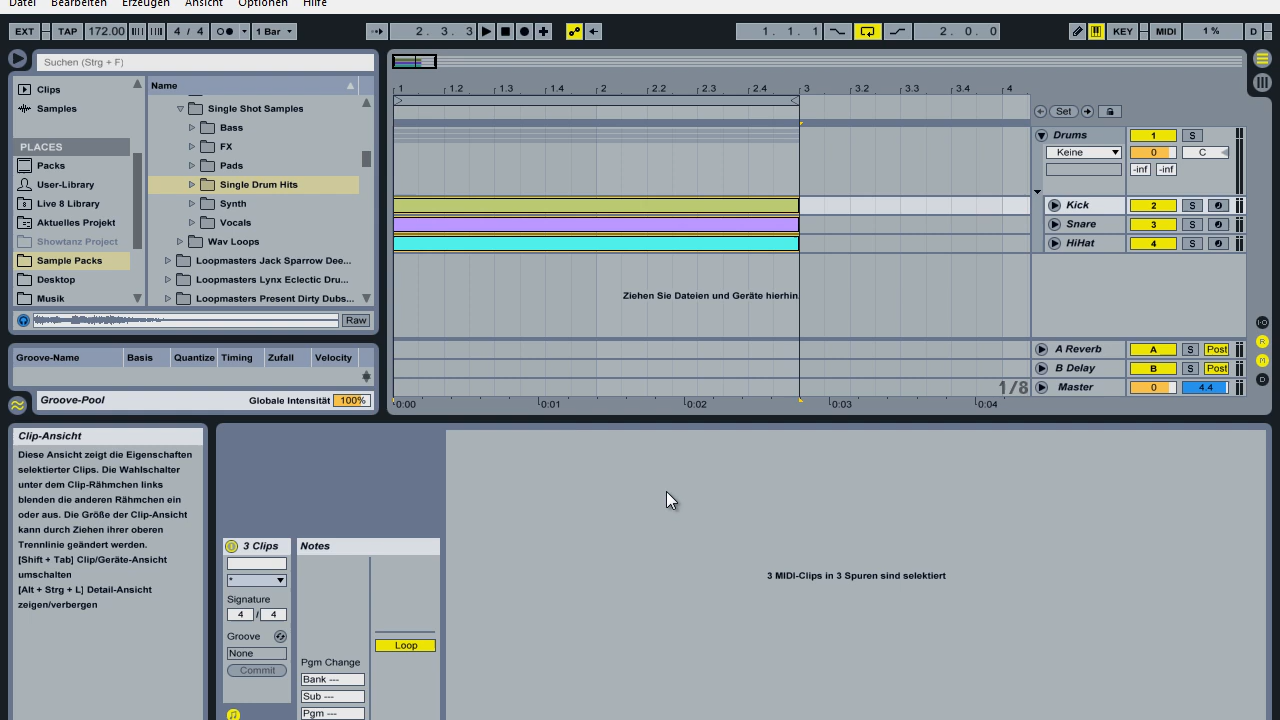 Datei Bearbeiten Erzeugen Ansicht Optionen Hilfe
EXT TAP 172.00 4 / 4 1 Bar 2. 3. 3 1. 1. 1 2. 0. 0 KEY MIDI 1 % D
Suchen (Strg + F)
Clips
Samples
PLACES
Packs
User-Library
Live 8 Library
Aktuelles Projekt
Showtanz Project
Sample Packs
Desktop
Musik
Name
Single Shot Samples
Bass
FX
Pads
Single Drum Hits
Synth
Vocals
Wav Loops
Loopmasters Jack Sparrow Dee...
Loopmasters Lynx Eclectic Dru...
Loopmasters Present Dirty Dubs...
Raw
Groove-Name Basis Quantize Timing Zufall Velocity
Groove-Pool Globale Intensität 100%
1 1.2 1.3 1.4 2 2.2 2.3 2.4 3 3.2 3.3 3.4 4
Set
Drums 1 S
Keine 0 C
-inf -inf
Kick 2 S
Snare 3 S
HiHat 4 S
Ziehen Sie Dateien und Geräte hierhin.
A Reverb A S Post
B Delay B S Post
1/8 Master 0 4.4
0:00 0:01 0:02 0:03 0:04
I·O
R
M
D
Clip-Ansicht
Diese Ansicht zeigt die Eigenschaften
selektierter Clips. Die Wahlschalter
unter dem Clip-Rähmchen links
blenden die anderen Rähmchen ein
oder aus. Die Größe der Clip-Ansicht
kann durch Ziehen ihrer oberen
Trennlinie geändert werden.
[Shift + Tab] Clip/Geräte-Ansicht
umschalten
[Alt + Strg + L] Detail-Ansicht
zeigen/verbergen
3 Clips
*
Signature
4 / 4
Groove
None
Commit
Notes
Loop
Pgm Change
Bank ---
Sub ---
Pgm ---
3 MIDI-Clips in 3 Spuren sind selektiert